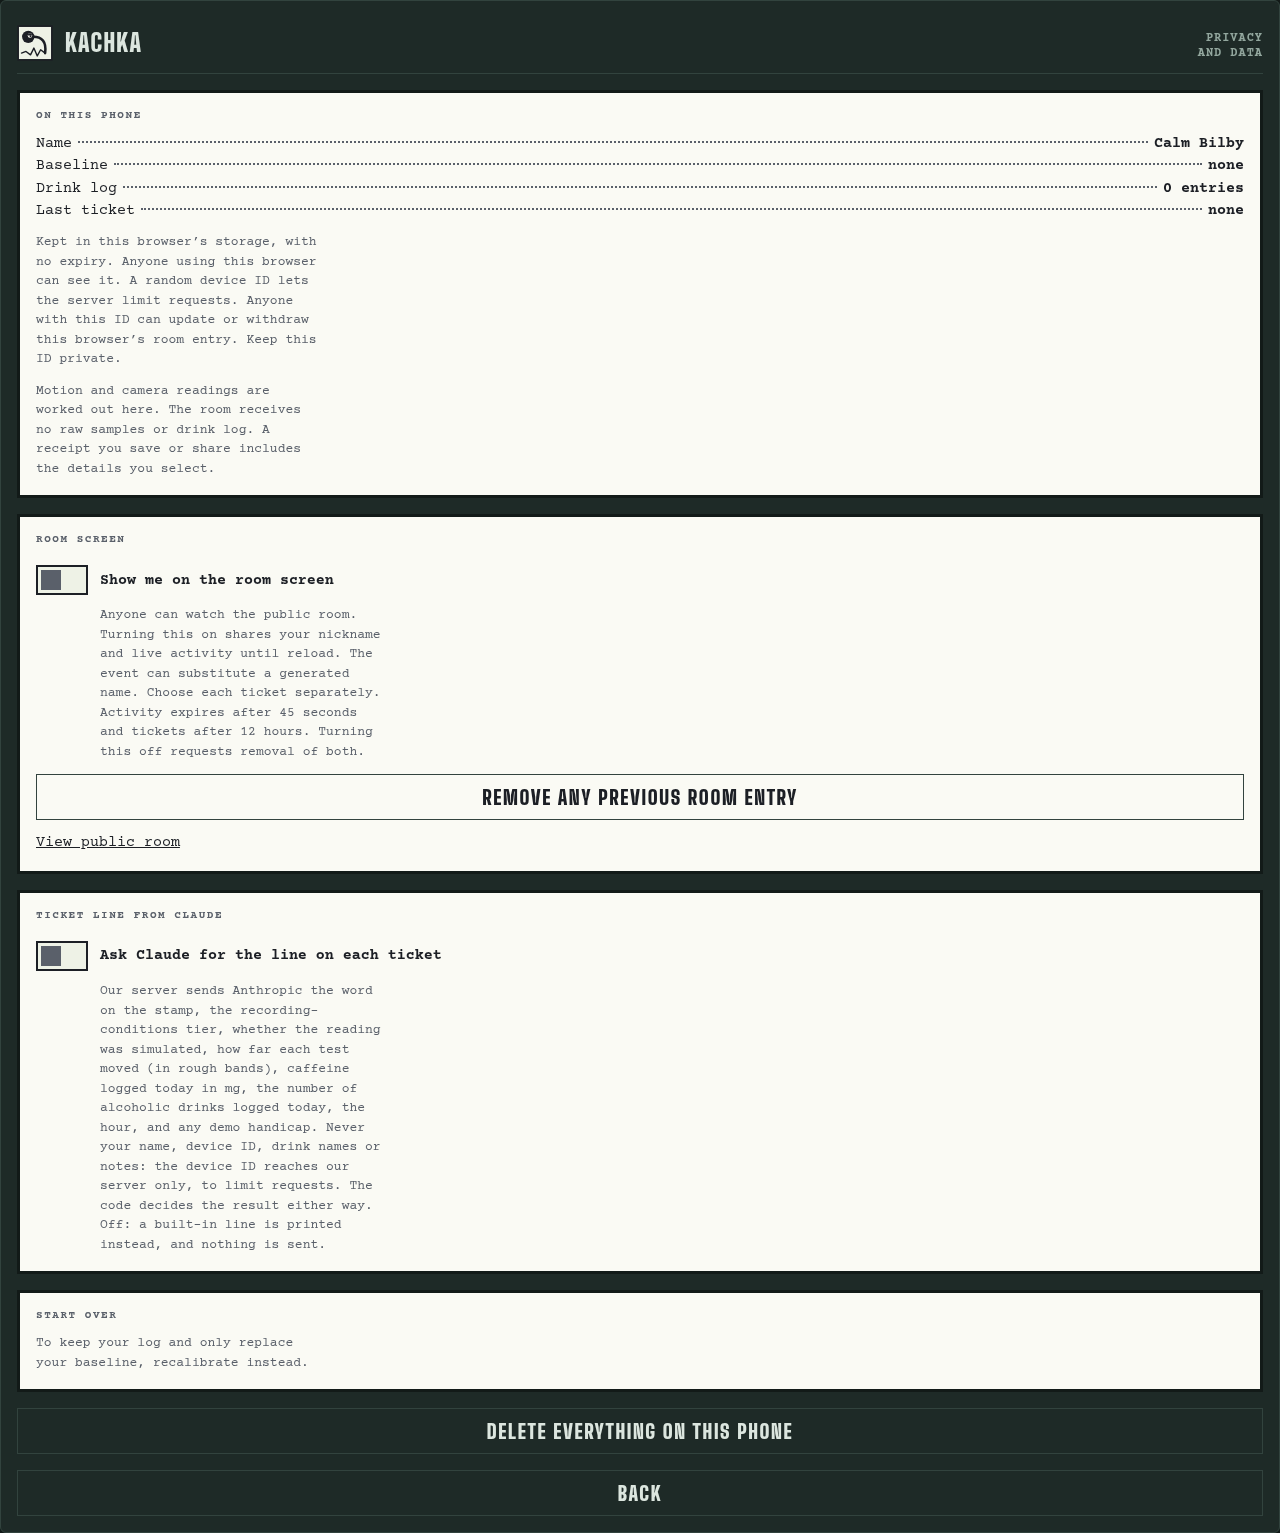 KACHKA
PRIVACY
AND DATA
ON THIS PHONE
Name Calm Bilby
Baseline none
Drink log 0 entries
Last ticket none
Kept in this browser’s storage, with
no expiry. Anyone using this browser
can see it. A random device ID lets
the server limit requests. Anyone
with this ID can update or withdraw
this browser’s room entry. Keep this
ID private.
Motion and camera readings are
worked out here. The room receives
no raw samples or drink log. A
receipt you save or share includes
the details you select.
ROOM SCREEN
Show me on the room screen
Anyone can watch the public room.
Turning this on shares your nickname
and live activity until reload. The
event can substitute a generated
name. Choose each ticket separately.
Activity expires after 45 seconds
and tickets after 12 hours. Turning
this off requests removal of both.
REMOVE ANY PREVIOUS ROOM ENTRY
View public room
TICKET LINE FROM CLAUDE
Ask Claude for the line on each ticket
Our server sends Anthropic the word
on the stamp, the recording-
conditions tier, whether the reading
was simulated, how far each test
moved (in rough bands), caffeine
logged today in mg, the number of
alcoholic drinks logged today, the
hour, and any demo handicap. Never
your name, device ID, drink names or
notes: the device ID reaches our
server only, to limit requests. The
code decides the result either way.
Off: a built-in line is printed
instead, and nothing is sent.
START OVER
To keep your log and only replace
your baseline, recalibrate instead.
DELETE EVERYTHING ON THIS PHONE
BACK